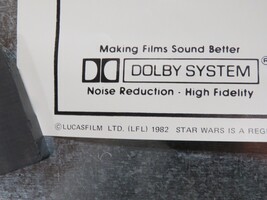 Making Films Sound Better
DOLBY SYSTEM®
Noise Reduction - High Fidelity
©LUCASFILM LTD. (LFL) 1982 STAR WARS IS A REG